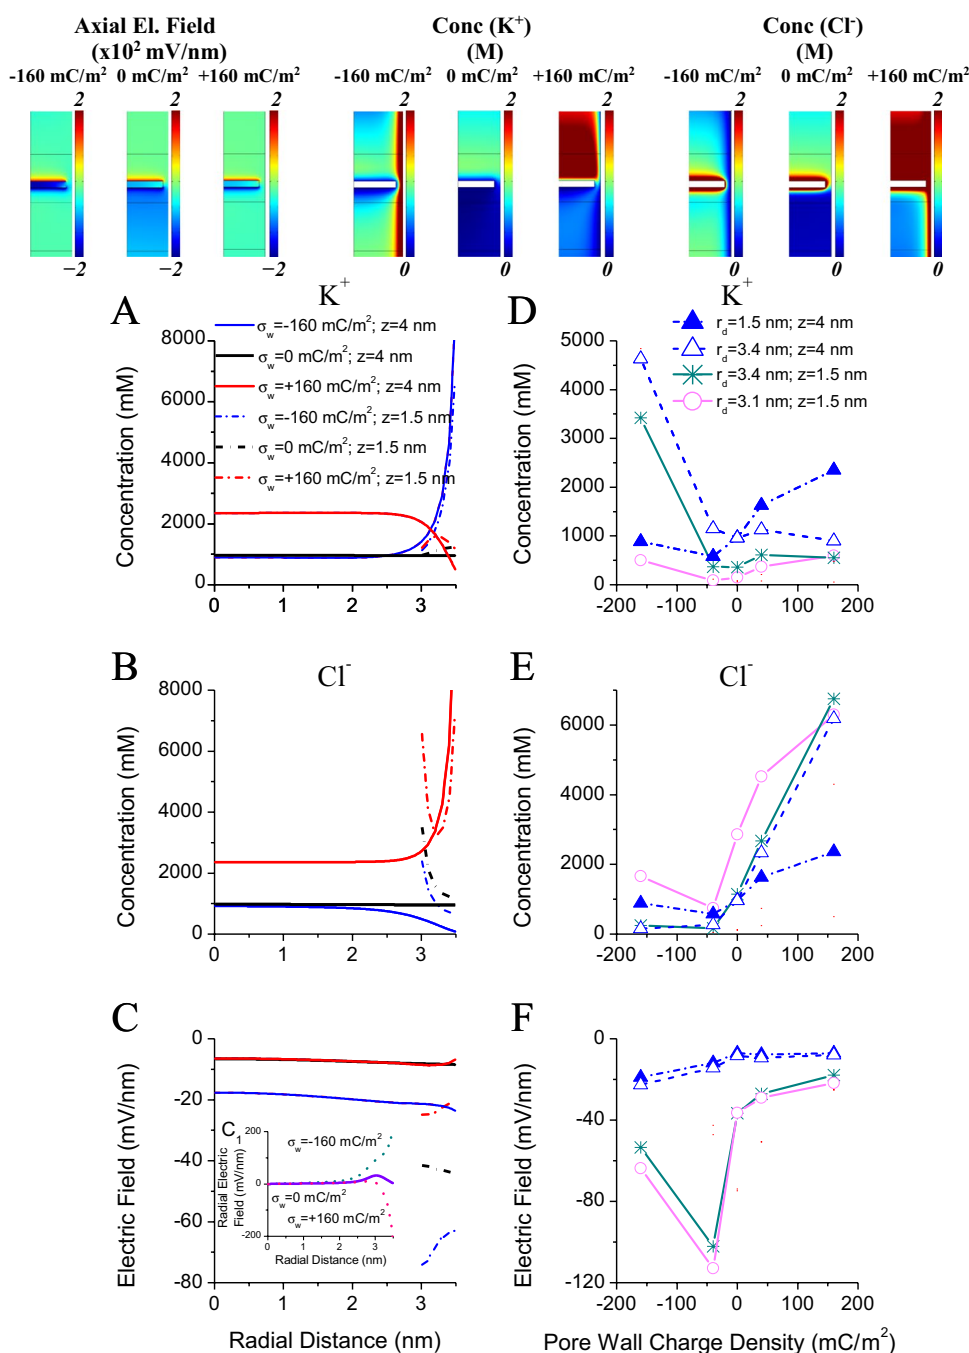 Axial El. Field
(x10² mV/nm)
-160 mC/m² 0 mC/m² +160 mC/m²
2 2 2
−2 −2 −2
Conc (K⁺)
(M)
-160 mC/m² 0 mC/m² +160 mC/m²
2 2 2
0 0 0
Conc (Cl⁻)
(M)
-160 mC/m² 0 mC/m² +160 mC/m²
2 2 2
0 0 0
A
K⁺
σw=-160 mC/m²; z=4 nm
σw=0 mC/m²; z=4 nm
σw=+160 mC/m²; z=4 nm
σw=-160 mC/m²; z=1.5 nm
σw=0 mC/m²; z=1.5 nm
σw=+160 mC/m²; z=1.5 nm
Concentration (mM)
8000
6000
4000
2000
0
0 1 2 3
D
K⁺
rd=1.5 nm; z=4 nm
rd=3.4 nm; z=4 nm
rd=3.4 nm; z=1.5 nm
rd=3.1 nm; z=1.5 nm
Concentration (mM)
5000
4000
3000
2000
1000
0
-200 -100 0 100 200
B
Cl⁻
Concentration (mM)
8000
6000
4000
2000
0
0 1 2 3
E
Cl⁻
Concentration (mM)
6000
4000
2000
0
-200 -100 0 100 200
C
Electric Field (mV/nm)
0
-20
-40
-60
-80
0 1 2 3
Radial Distance (nm)
C1
Radial Electric
Field (mV/nm)
200
0
-200
σw=-160 mC/m²
σw=0 mC/m²
σw=+160 mC/m²
0 1 2 3
Radial Distance (nm)
F
Electric Field (mV/nm)
0
-40
-80
-120
-200 -100 0 100 200
Pore Wall Charge Density (mC/m²)